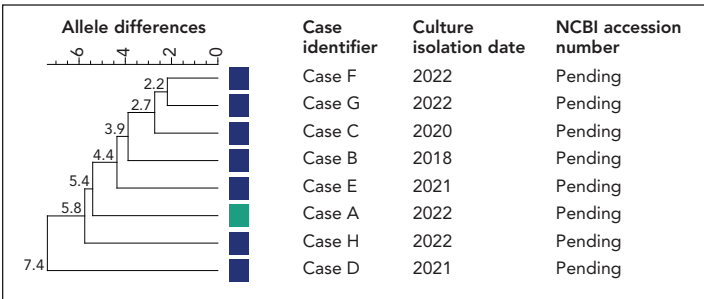 Allele differences
Case identifier
Culture isolation date
NCBI accession number
6 4 2 0
Case F 2022 Pending
2.2
Case G 2022 Pending
2.7
Case C 2020 Pending
3.9
Case B 2018 Pending
4.4
Case E 2021 Pending
5.4
Case A 2022 Pending
5.8
Case H 2022 Pending
7.4
Case D 2021 Pending